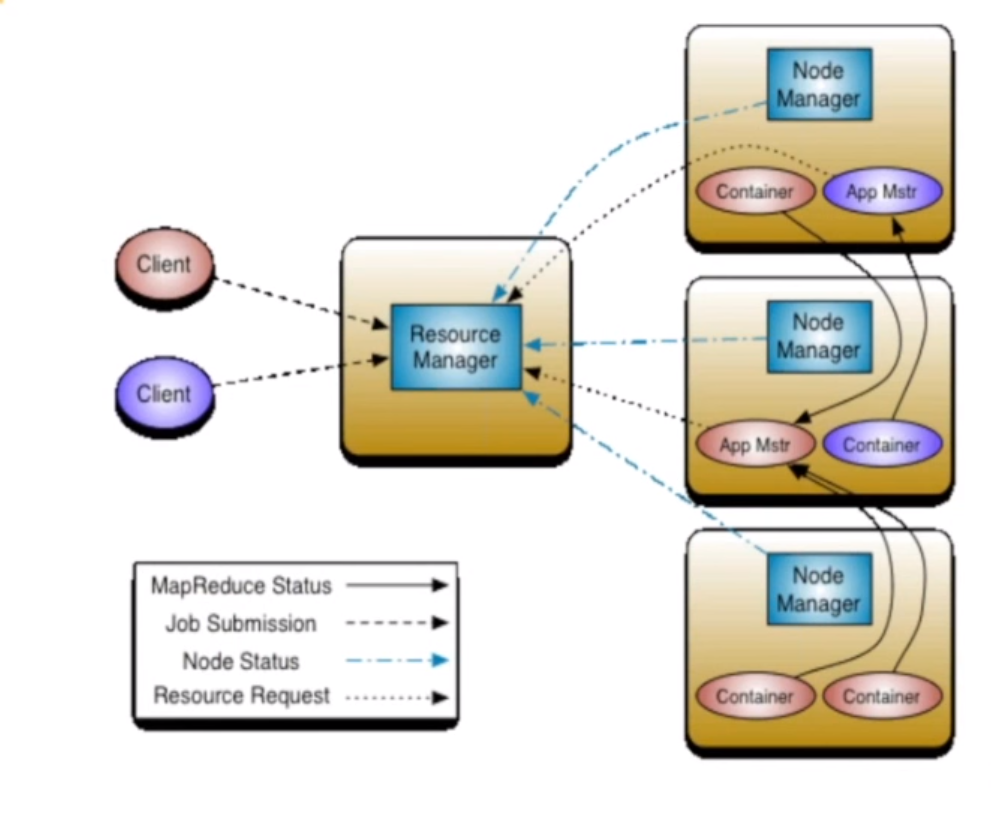 Node
Manager
Container
App Mstr
Client
Resource
Manager
Node
Manager
Client
App Mstr
Container
Node
Manager
MapReduce Status
Job Submission
Node Status
Resource Request
Container
Container